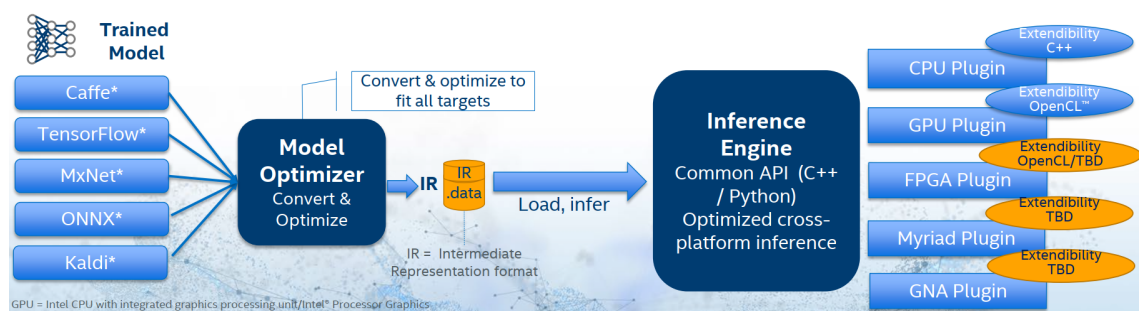 Trained
Model
Caffe*
TensorFlow*
MxNet*
ONNX*
Kaldi*
Convert & optimize to
fit all targets
Model
Optimizer
Convert &
Optimize
IR
IR
.data
IR = Intermediate
Representation format
Load, infer
Inference
Engine
Common API (C++
/ Python)
Optimized cross-
platform inference
Extendibility
C++
CPU Plugin
Extendibility
OpenCL™
GPU Plugin
Extendibility
OpenCL/TBD
FPGA Plugin
Extendibility
TBD
Myriad Plugin
Extendibility
TBD
GNA Plugin
GPU = Intel CPU with integrated graphics processing unit/Intel® Processor Graphics